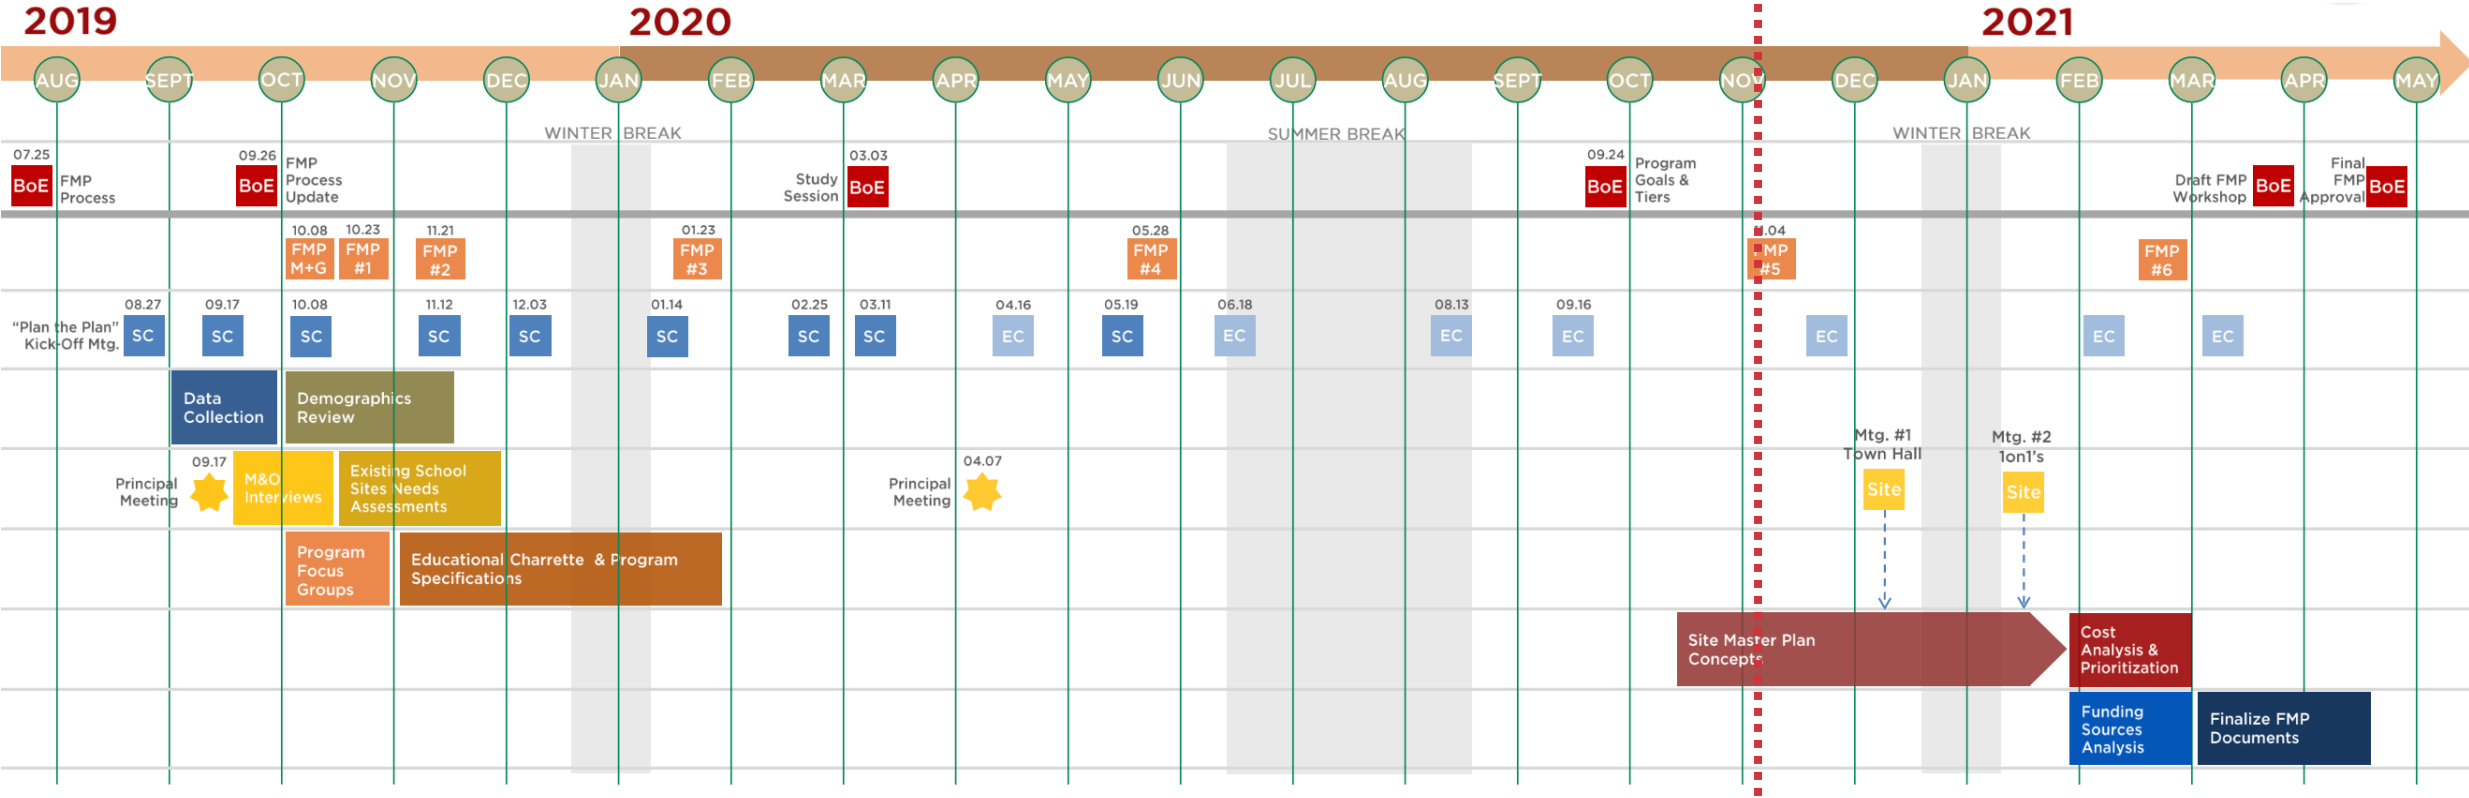 2019
2020
2021
AUG
SEPT
OCT
NOV
DEC
JAN
FEB
MAR
APR
MAY
JUN
JUL
AUG
SEPT
OCT
NOV
DEC
JAN
FEB
MAR
APR
MAY
WINTER BREAK
SUMMER BREAK
WINTER BREAK
07.25
BoE
FMP
Process
09.26
BoE
FMP
Process
Update
Study
Session
03.03
BoE
09.24
BoE
Program
Goals &
Tiers
Draft FMP
Workshop
BoE
Final
FMP
Approval
BoE
10.08
FMP
M+G
10.23
FMP
#1
11.21
FMP
#2
01.23
FMP
#3
05.28
FMP
#4
11.04
FMP
#5
FMP
#6
"Plan the Plan"
Kick-Off Mtg.
08.27
SC
09.17
SC
10.08
SC
11.12
SC
12.03
SC
01.14
SC
02.25
SC
03.11
SC
04.16
EC
05.19
SC
06.18
EC
08.13
EC
09.16
EC
EC
EC
EC
Data
Collection
Demographics
Review
Principal
Meeting
09.17
M&O
Interviews
Existing School
Sites Needs
Assessments
Principal
Meeting
04.07
Mtg. #1
Town Hall
Site
Mtg. #2
1on1's
Site
Program
Focus
Groups
Educational Charrette & Program
Specifications
Site Master Plan
Concepts
Cost
Analysis &
Prioritization
Funding
Sources
Analysis
Finalize FMP
Documents